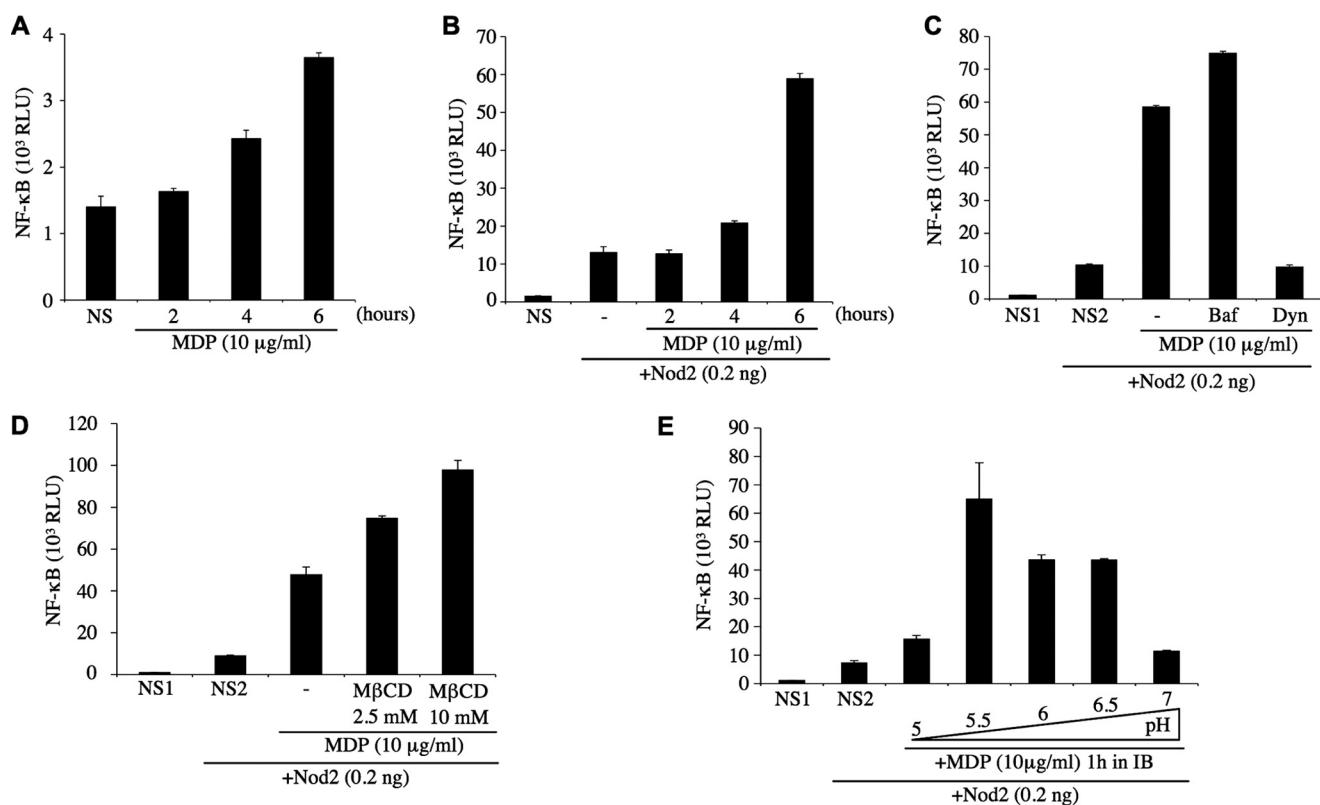 A
NF-κB (10³ RLU)
4
3
2
1
0
NS
2
4
6
(hours)
MDP (10 μg/ml)
B
NF-κB (10³ RLU)
70
60
50
40
30
20
10
0
NS
-
2
4
6
(hours)
MDP (10 μg/ml)
+Nod2 (0.2 ng)
C
NF-κB (10³ RLU)
80
70
60
50
40
30
20
10
0
NS1
NS2
-
Baf
Dyn
MDP (10 μg/ml)
+Nod2 (0.2 ng)
D
NF-κB (10³ RLU)
120
100
80
60
40
20
0
NS1
NS2
-
MβCD
2.5 mM
MβCD
10 mM
MDP (10 μg/ml)
+Nod2 (0.2 ng)
E
NF-κB (10³ RLU)
90
80
70
60
50
40
30
20
10
0
NS1
NS2
5
5.5
6
6.5
7
pH
+MDP (10μg/ml) 1h in IB
+Nod2 (0.2 ng)